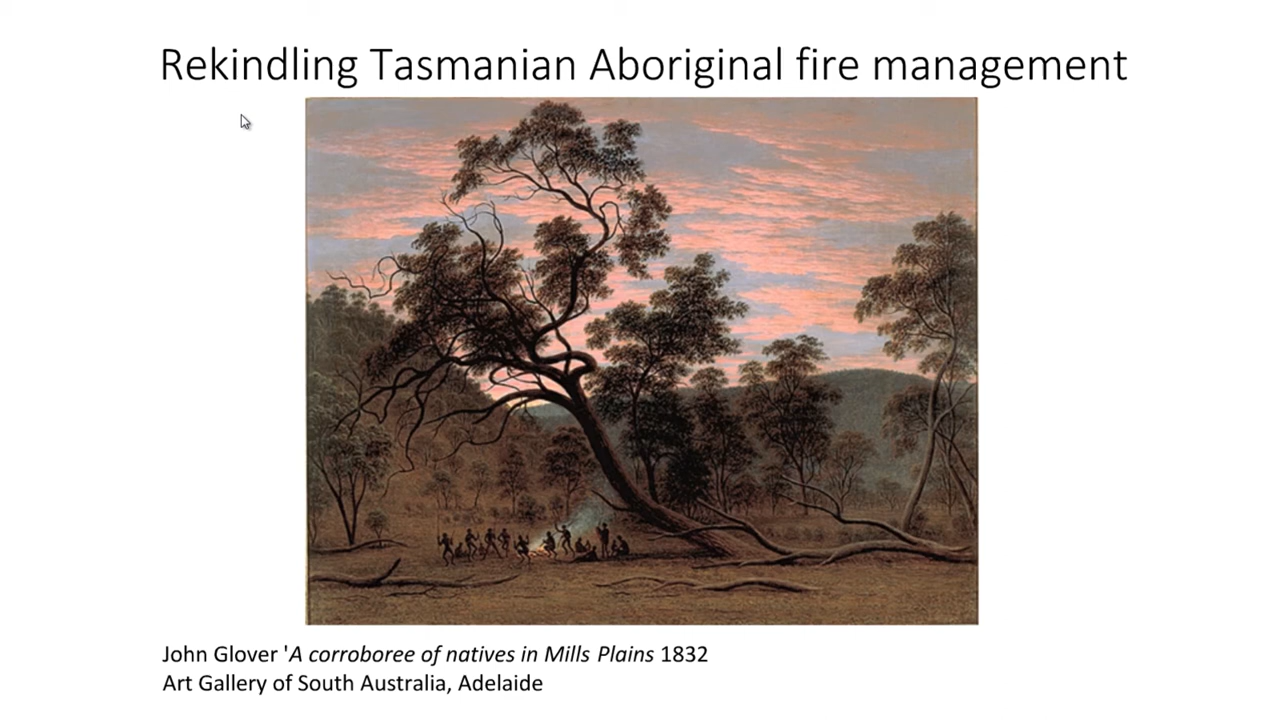 Rekindling Tasmanian Aboriginal fire management
John Glover 'A corroboree of natives in Mills Plains 1832
Art Gallery of South Australia, Adelaide